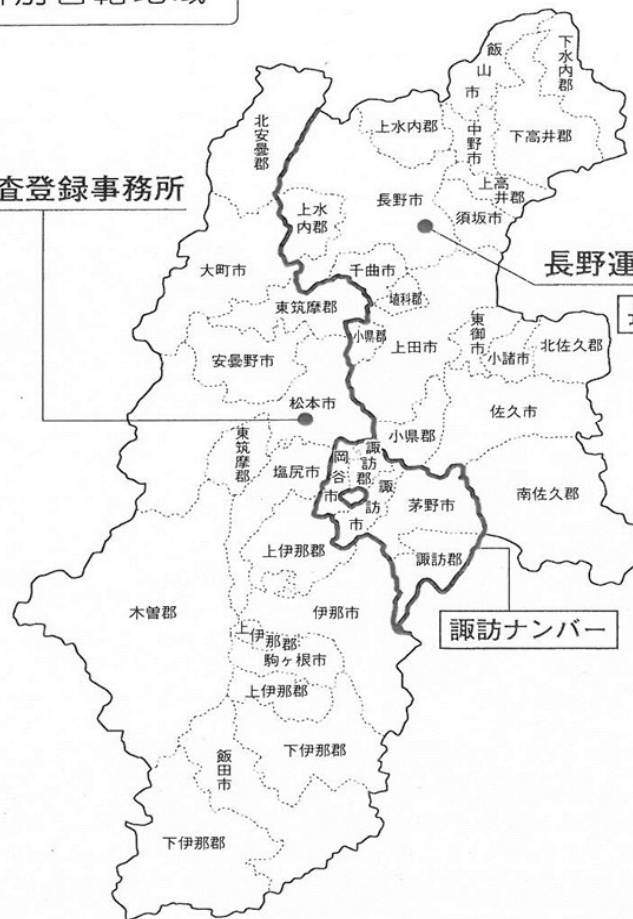 北安曇郡
上水内郡
飯山市
下水内郡
中野市
下高井郡
上高井郡
須坂市
査登録事務所
上水内郡
長野市
長野運
大町市
千曲市
埴科郡
東筑摩郡
小県郡
上田市
東御市
小諸市
北佐久郡
安曇野市
松本市
佐久市
小県郡
東筑摩郡
塩尻市
岡谷市
諏訪郡
諏訪市
茅野市
南佐久郡
上伊那郡
諏訪郡
木曽郡
伊那市
諏訪ナンバー
上伊那郡
駒ヶ根市
上伊那郡
飯田市
下伊那郡
下伊那郡